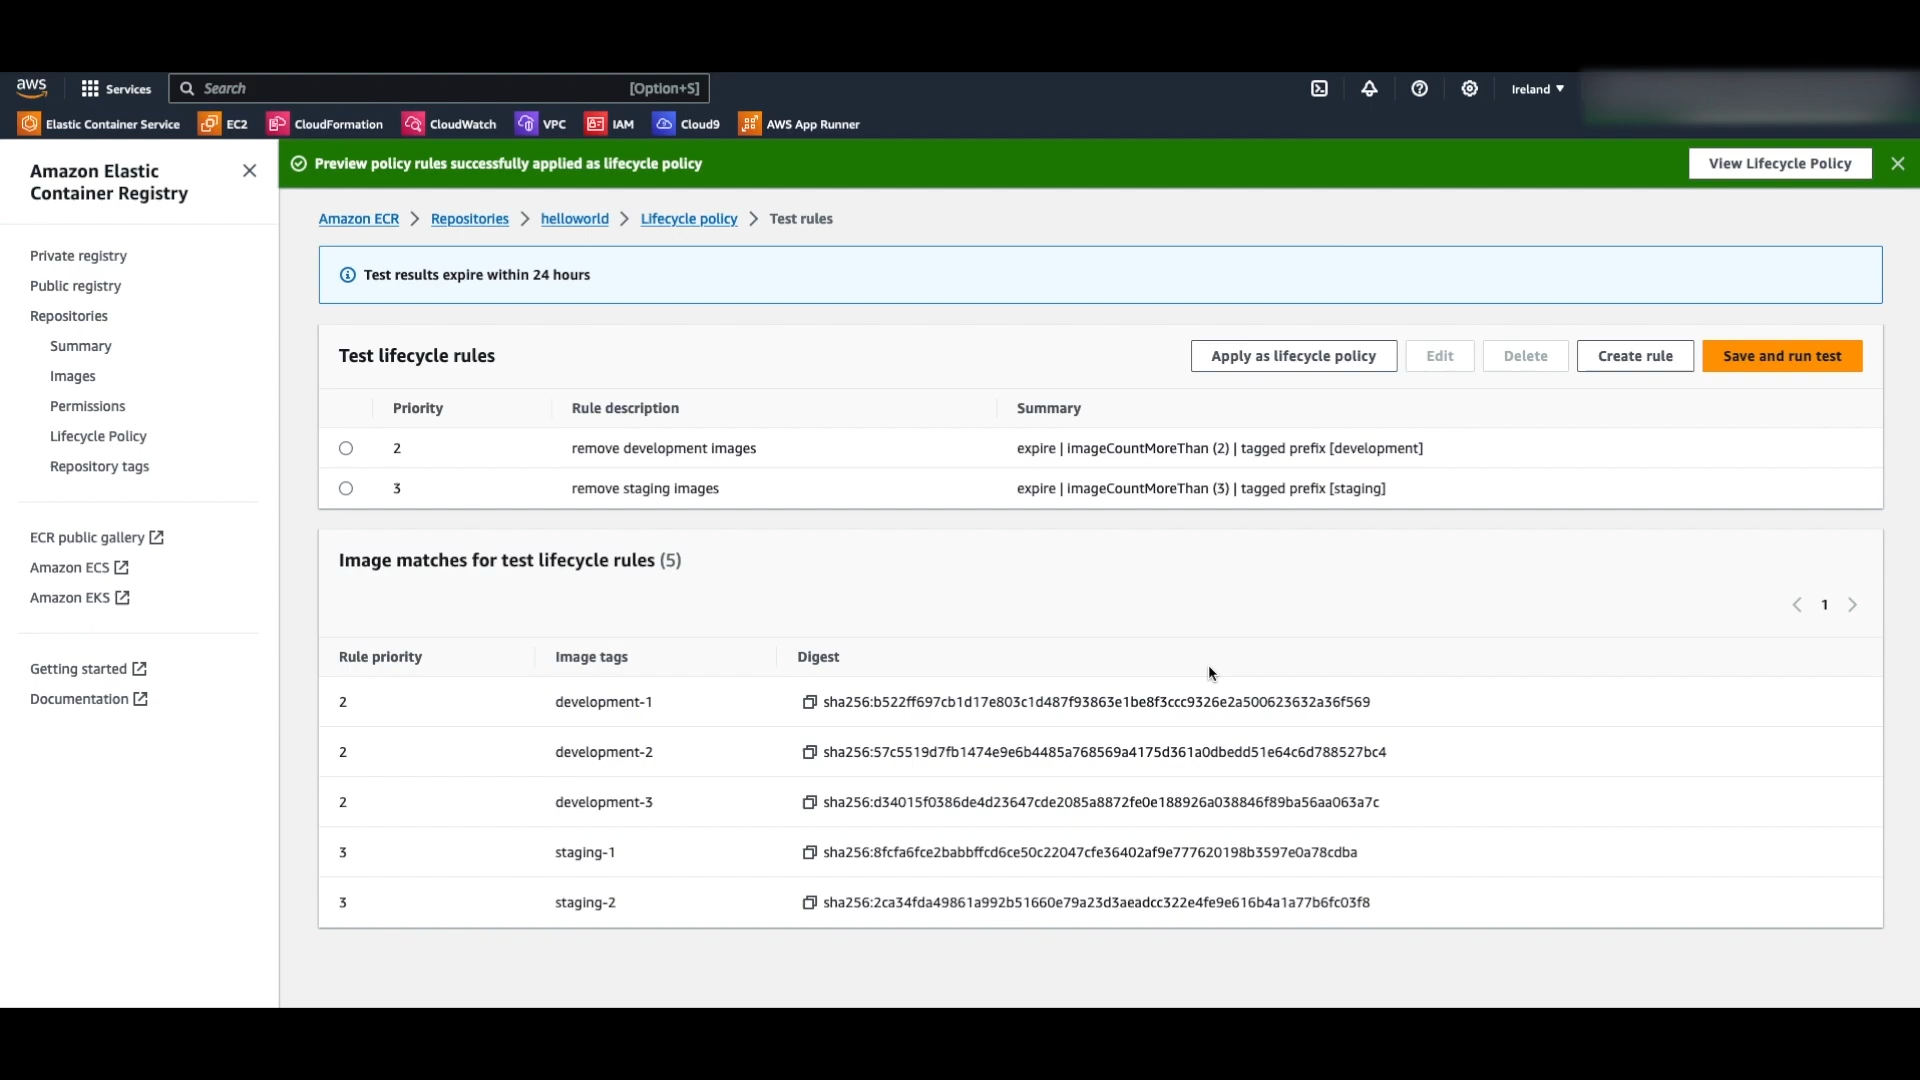 aws
Services
Search [Option+S]
Ireland
Elastic Container Service EC2 CloudFormation CloudWatch VPC IAM Cloud9 AWS App Runner
Amazon Elastic
Container Registry
Private registry
Public registry
Repositories
Summary
Images
Permissions
Lifecycle Policy
Repository tags
ECR public gallery
Amazon ECS
Amazon EKS
Getting started
Documentation
Preview policy rules successfully applied as lifecycle policy
View Lifecycle Policy
Amazon ECR > Repositories > helloworld > Lifecycle policy > Test rules
Test results expire within 24 hours
Test lifecycle rules
Apply as lifecycle policy Edit Delete Create rule Save and run test
Priority Rule description Summary
2 remove development images expire | imageCountMoreThan (2) | tagged prefix [development]
3 remove staging images expire | imageCountMoreThan (3) | tagged prefix [staging]
Image matches for test lifecycle rules (5)
1
Rule priority Image tags Digest
2 development-1 sha256:b522ff697cb1d17e803c1d487f93863e1be8f3ccc9326e2a500623632a36f569
2 development-2 sha256:57c5519d7fb1474e9e6b4485a768569a4175d361a0dbedd51e64c6d788527bc4
2 development-3 sha256:d34015f0386de4d23647cde2085a8872fe0e188926a038846f89ba56aa063a7c
3 staging-1 sha256:8fcfa6fce2babbffcd6ce50c22047cfe36402af9e777620198b3597e0a78cdba
3 staging-2 sha256:2ca34fda49861a992b51660e79a23d3aeadcc322e4fe9e616b4a1a77b6fc03f8